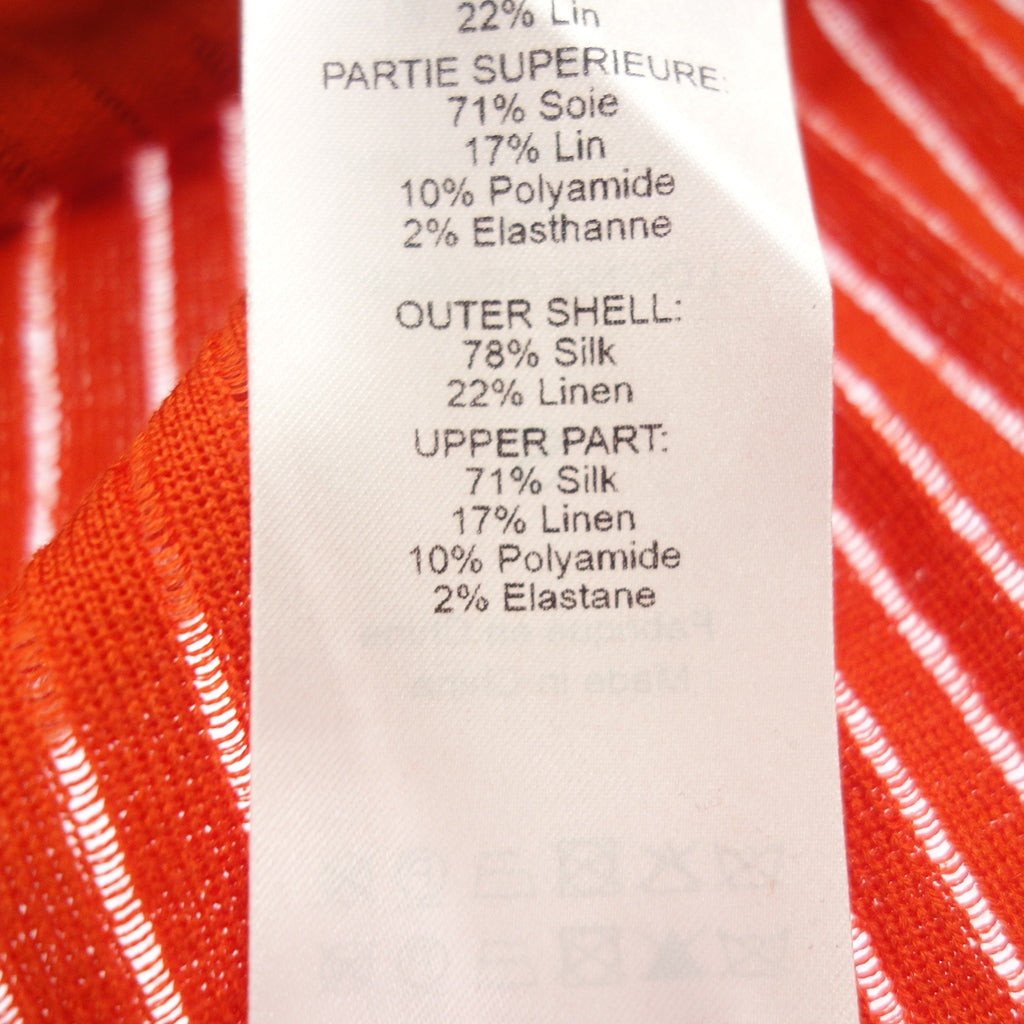 22% Lin
PARTIE SUPERIEURE:
71% Soie
17% Lin
10% Polyamide
2% Elasthanne
OUTER SHELL:
78% Silk
22% Linen
UPPER PART:
71% Silk
17% Linen
10% Polyamide
2% Elastane